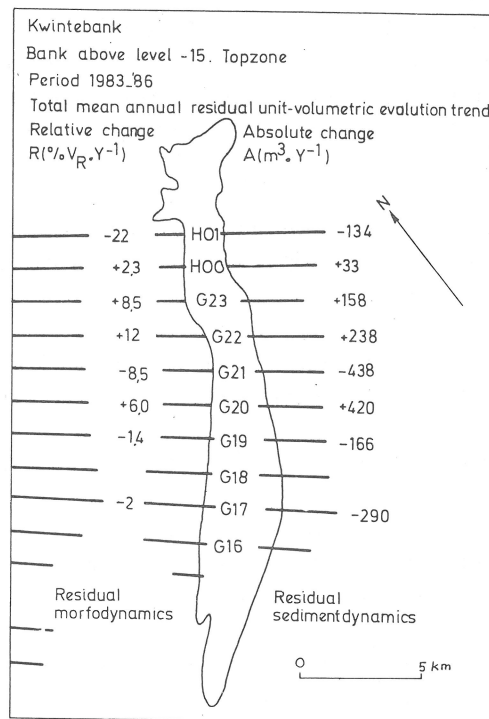 Kwintebank
Bank above level -15. Topzone
Period 1983-'86
Total mean annual residual unit-volumetric evolution trend
Relative change Absolute change
R(% V_R. Y⁻¹) A(m³. Y⁻¹)
N
-22 H01 -134
+2,3 H00 +33
+8,5 G23 +158
+12 G22 +238
-8,5 G21 -438
+6,0 G20 +420
-1,4 G19 -166
G18
-2 G17 -290
G16
Residual morfodynamics
Residual sedimentdynamics
0 5 km